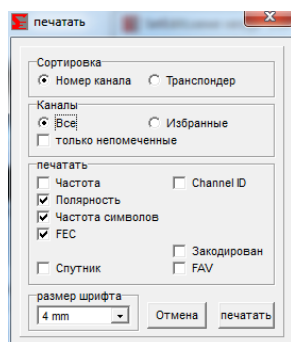 печатать
Сортировка
Номер канала Транспондер
Каналы
Все Избранные
только непомеченные
печатать
Частота Channel ID
Полярность
Частота символов
FEC
Закодирован
Спутник FAV
размер шрифта
4 mm Отмена печатать